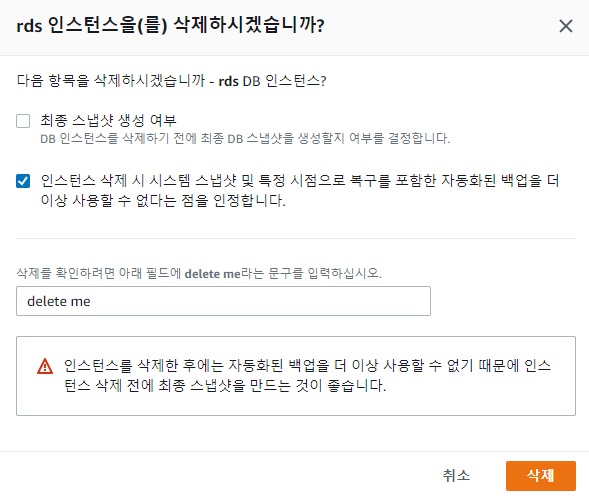 rds 인스턴스을(를) 삭제하시겠습니까?
다음 항목을 삭제하시겠습니까 - rds DB 인스턴스?
최종 스냅샷 생성 여부
DB 인스턴스를 삭제하기 전에 최종 DB 스냅샷을 생성할지 여부를 결정합니다.
인스턴스 삭제 시 시스템 스냅샷 및 특정 시점으로 복구를 포함한 자동화된 백업을 더
이상 사용할 수 없다는 점을 인정합니다.
삭제를 확인하려면 아래 필드에 delete me라는 문구를 입력하십시오.
delete me
인스턴스를 삭제한 후에는 자동화된 백업을 더 이상 사용할 수 없기 때문에 인스
턴스 삭제 전에 최종 스냅샷을 만드는 것이 좋습니다.
취소
삭제